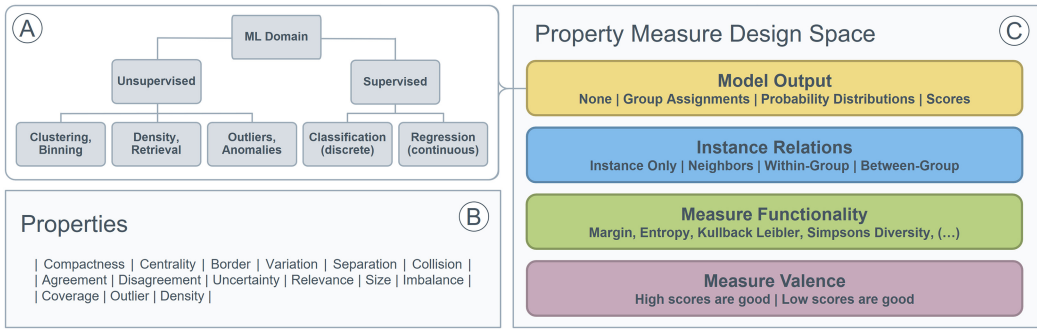 A
ML Domain
Unsupervised
Supervised
Clustering,
Binning
Density,
Retrieval
Outliers,
Anomalies
Classification
(discrete)
Regression
(continuous)
Properties
B
| Compactness | Centrality | Border | Variation | Separation | Collision |
| Agreement | Disagreement | Uncertainty | Relevance | Size | Imbalance |
| Coverage | Outlier | Density |
Property Measure Design Space
C
Model Output
None | Group Assignments | Probability Distributions | Scores
Instance Relations
Instance Only | Neighbors | Within-Group | Between-Group
Measure Functionality
Margin, Entropy, Kullback Leibler, Simpsons Diversity, (…)
Measure Valence
High scores are good | Low scores are good